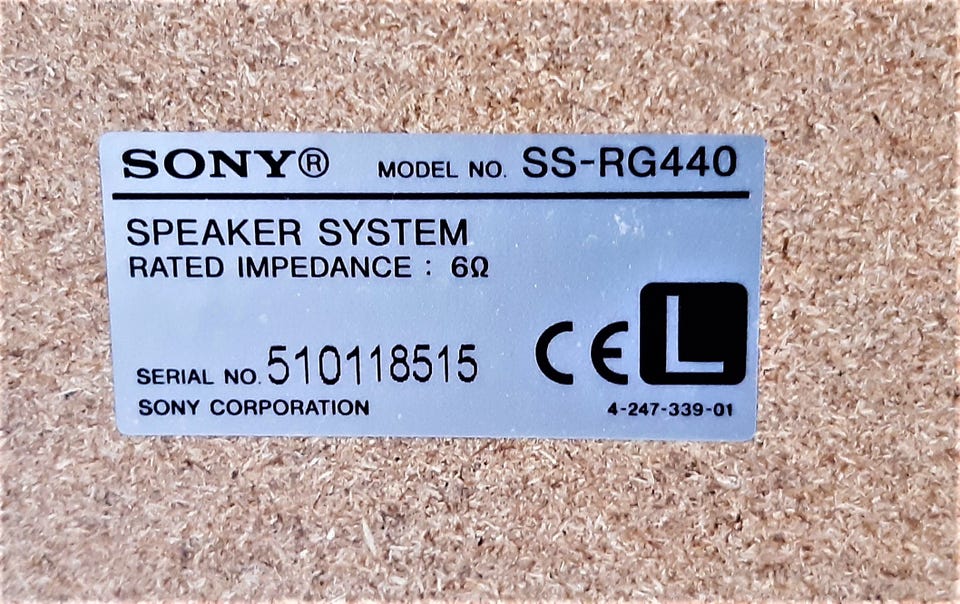 SONY® MODEL NO. SS-RG440
SPEAKER SYSTEM
RATED IMPEDANCE : 6Ω
SERIAL NO. 510118515
CE L
SONY CORPORATION
4-247-339-01